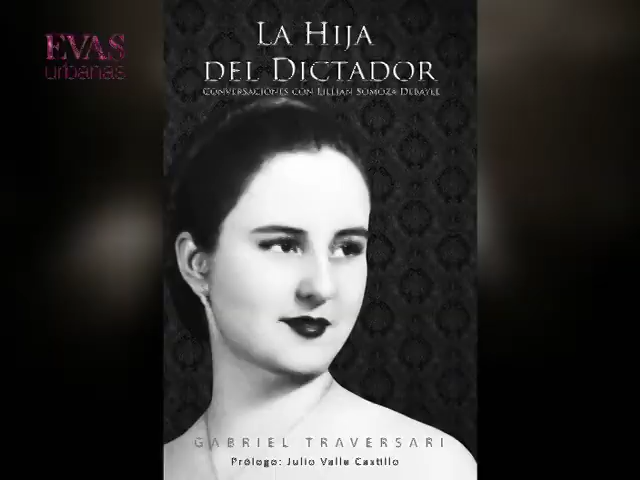 EVAS
urbanas
LA HIJA
DEL DICTADOR
CONVERSACIONES CON LILLIAN SOMOZA DEBAYLE
GABRIEL TRAVERSARI
Prólogo: Julio Valle Castillo